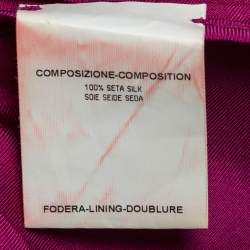 COMPOSIZIONE-COMPOSITION
100% SETA SILK
SOIE SEIDE SEDA
FODERA-LINING-DOUBLURE